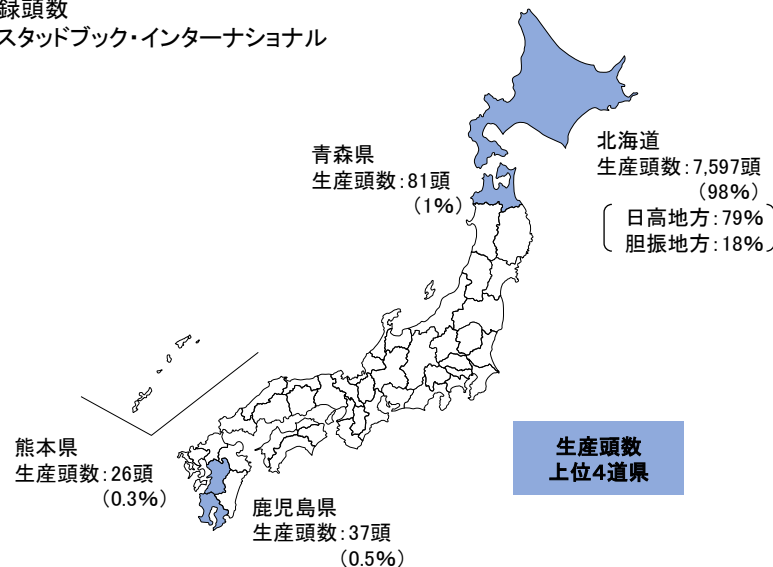 録頭数
スタッドブック・インターナショナル
青森県
生産頭数：81頭
（1%）
北海道
生産頭数：7,597頭
（98%）
日高地方：79%
胆振地方：18%
熊本県
生産頭数：26頭
（0.3%）
鹿児島県
生産頭数：37頭
（0.5%）
生産頭数
上位4道県